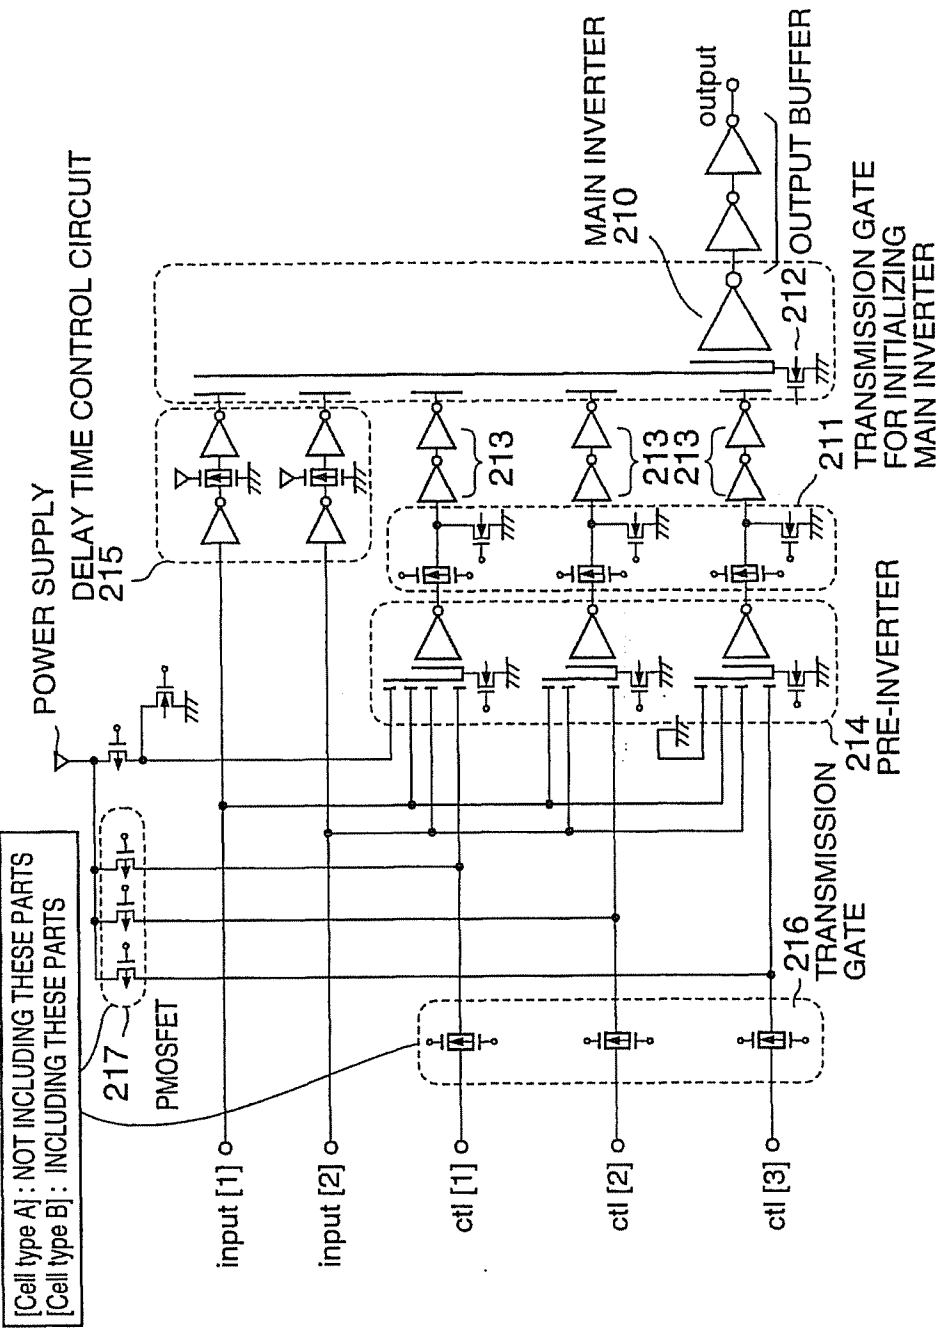 [Cell type A] : NOT INCLUDING THESE PARTS
[Cell type B] : INCLUDING THESE PARTS
217
PMOSFET
POWER SUPPLY
DELAY TIME CONTROL CIRCUIT
215
MAIN INVERTER
210
output
OUTPUT BUFFER
212
TRANSMISSION GATE
FOR INITIALIZING
MAIN INVERTER
211
213
213
213
214
PRE-INVERTER
216
TRANSMISSION
GATE
input [1]
input [2]
ctl [1]
ctl [2]
ctl [3]